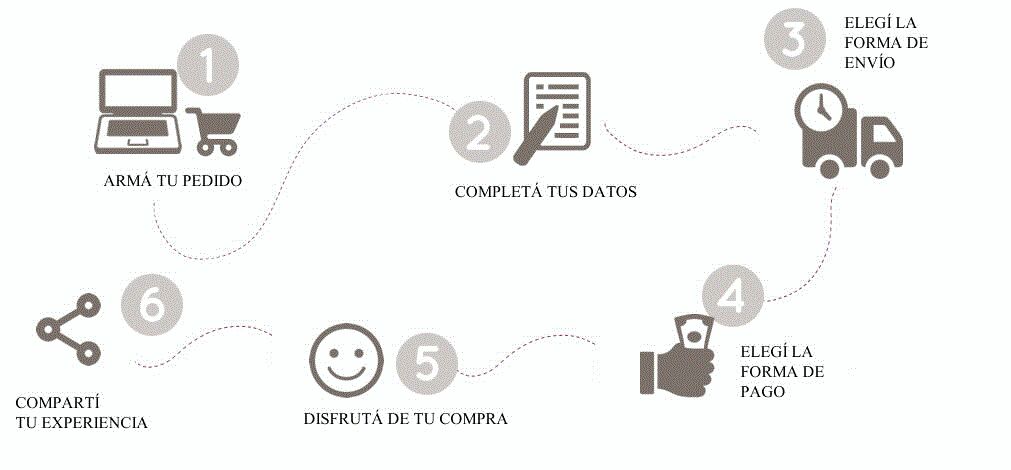 1
ARMÁ TU PEDIDO
2
COMPLETÁ TUS DATOS
3
ELEGÍ LA
FORMA DE
ENVÍO
4
ELEGÍ LA
FORMA DE
PAGO
5
DISFRUTÁ DE TU COMPRA
6
COMPARTÍ
TU EXPERIENCIA